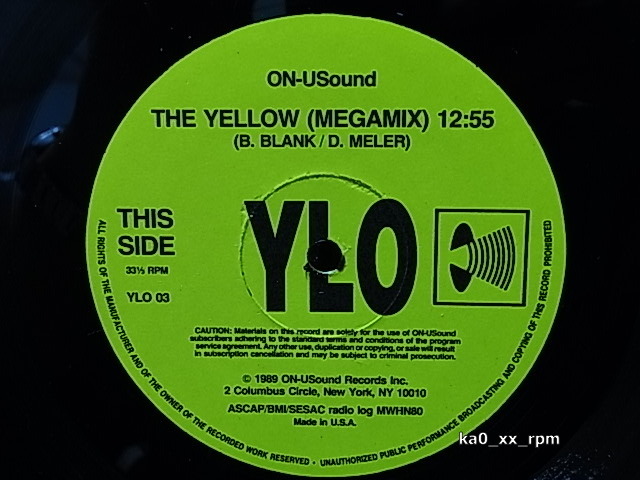 ON-USound
THE YELLOW (MEGAMIX) 12:55
(B. BLANK / D. MELER)
THIS
SIDE
33⅓ RPM
YLO 03
YLO
CAUTION: Materials on this record are solely for the use of ON-USound
subscribers adhering to the standard terms and conditions of the program
service agreement. Any other use, duplication or copying, or sale will result
in subscription cancellation and may be subject to criminal prosecution.
© 1989 ON-USound Records Inc.
2 Columbus Circle, New York, NY 10010
ASCAP/BMI/SESAC radio log MWHN80
Made in U.S.A.
ALL RIGHTS OF THE MANUFACTURER AND OF THE OWNER OF THE RECORDED WORK RESERVED • UNAUTHORIZED PUBLIC PERFORMANCE BROADCASTING AND COPYING OF THIS RECORD PROHIBITED
ka0_xx_rpm